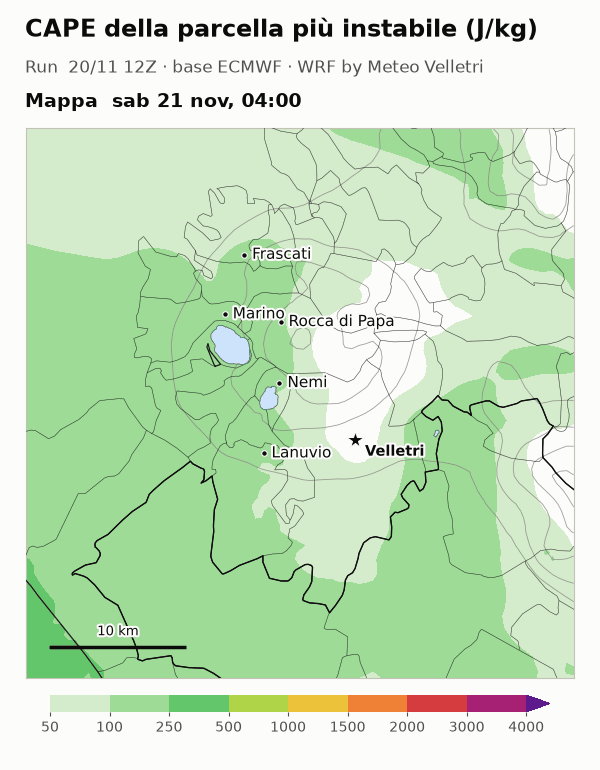 CAPE della parcella più instabile (J/kg)
Run  20/11 12Z · base ECMWF · WRF by Meteo Velletri
Mappa  sab 21 nov, 04:00
Frascati
Marino
Rocca di Papa
Nemi
Lanuvio
Velletri
10 km
50 100 250 500 1000 1500 2000 3000 4000